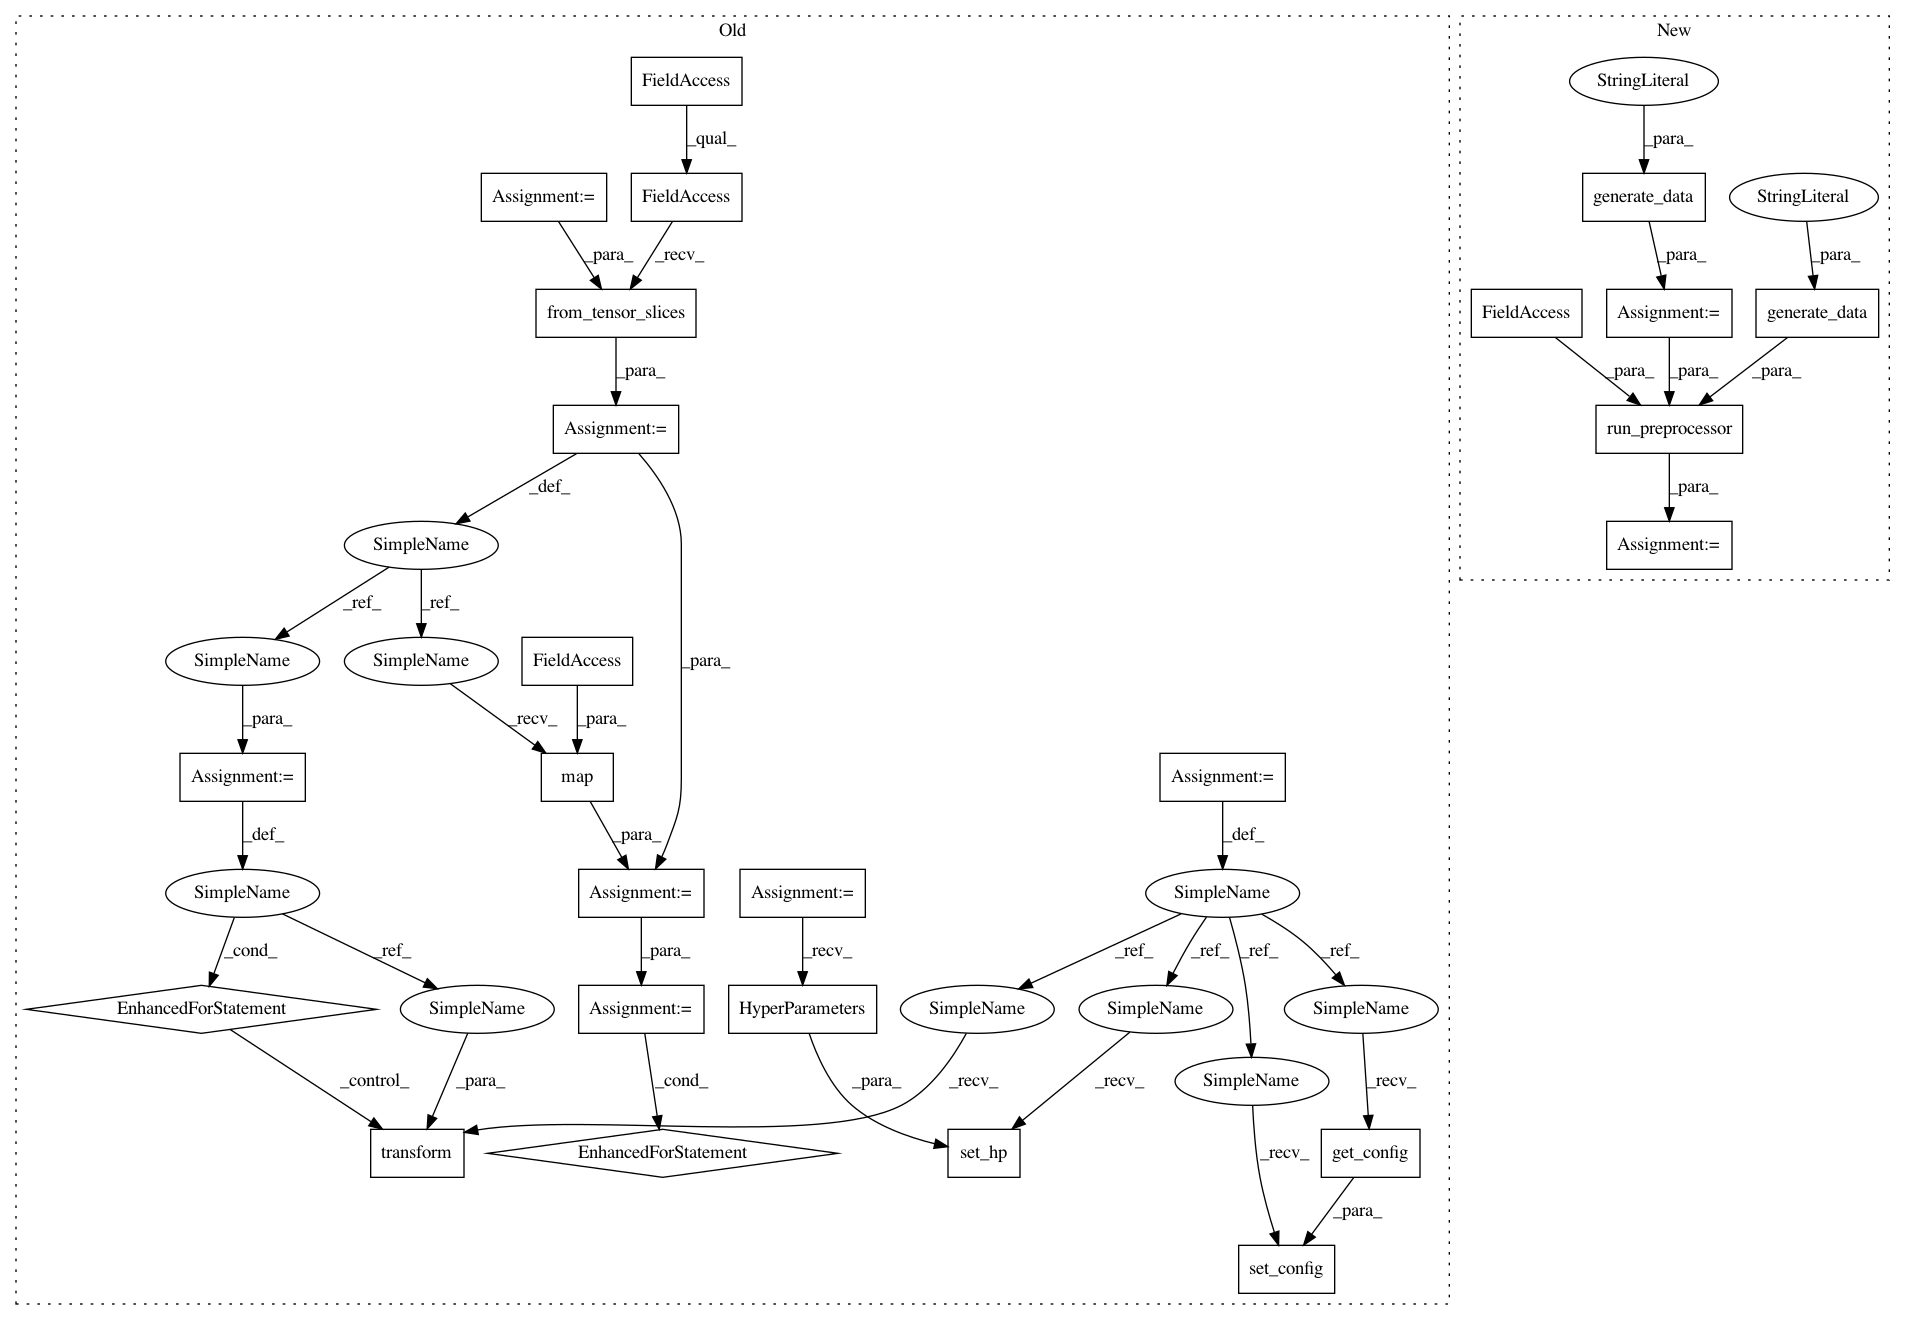 Old
New
FieldAccess
StringLiteral
_qual_
_para_
Assignment:=
FieldAccess
generate_data
StringLiteral
_para_
_recv_
_para_
_para_
from_tensor_slices
FieldAccess
Assignment:=
generate_data
_para_
_para_
_para_
_para_
Assignment:=
run_preprocessor
_def_
_para_
SimpleName
Assignment:=
_ref_
_ref_
SimpleName
SimpleName
FieldAccess
_para_
_para_
_recv_
_para_
Assignment:=
map
Assignment:=
_def_
_para_
_def_
SimpleName
Assignment:=
Assignment:=
SimpleName
_cond_
_ref_
_para_
_recv_
_ref_
_ref_
_ref_
_ref_
EnhancedForStatement
SimpleName
Assignment:=
HyperParameters
SimpleName
SimpleName
SimpleName
SimpleName
_control_
_para_
_cond_
_para_
_recv_
_recv_
_recv_
transform
EnhancedForStatement
set_hp
_recv_
get_config
_para_
set_config